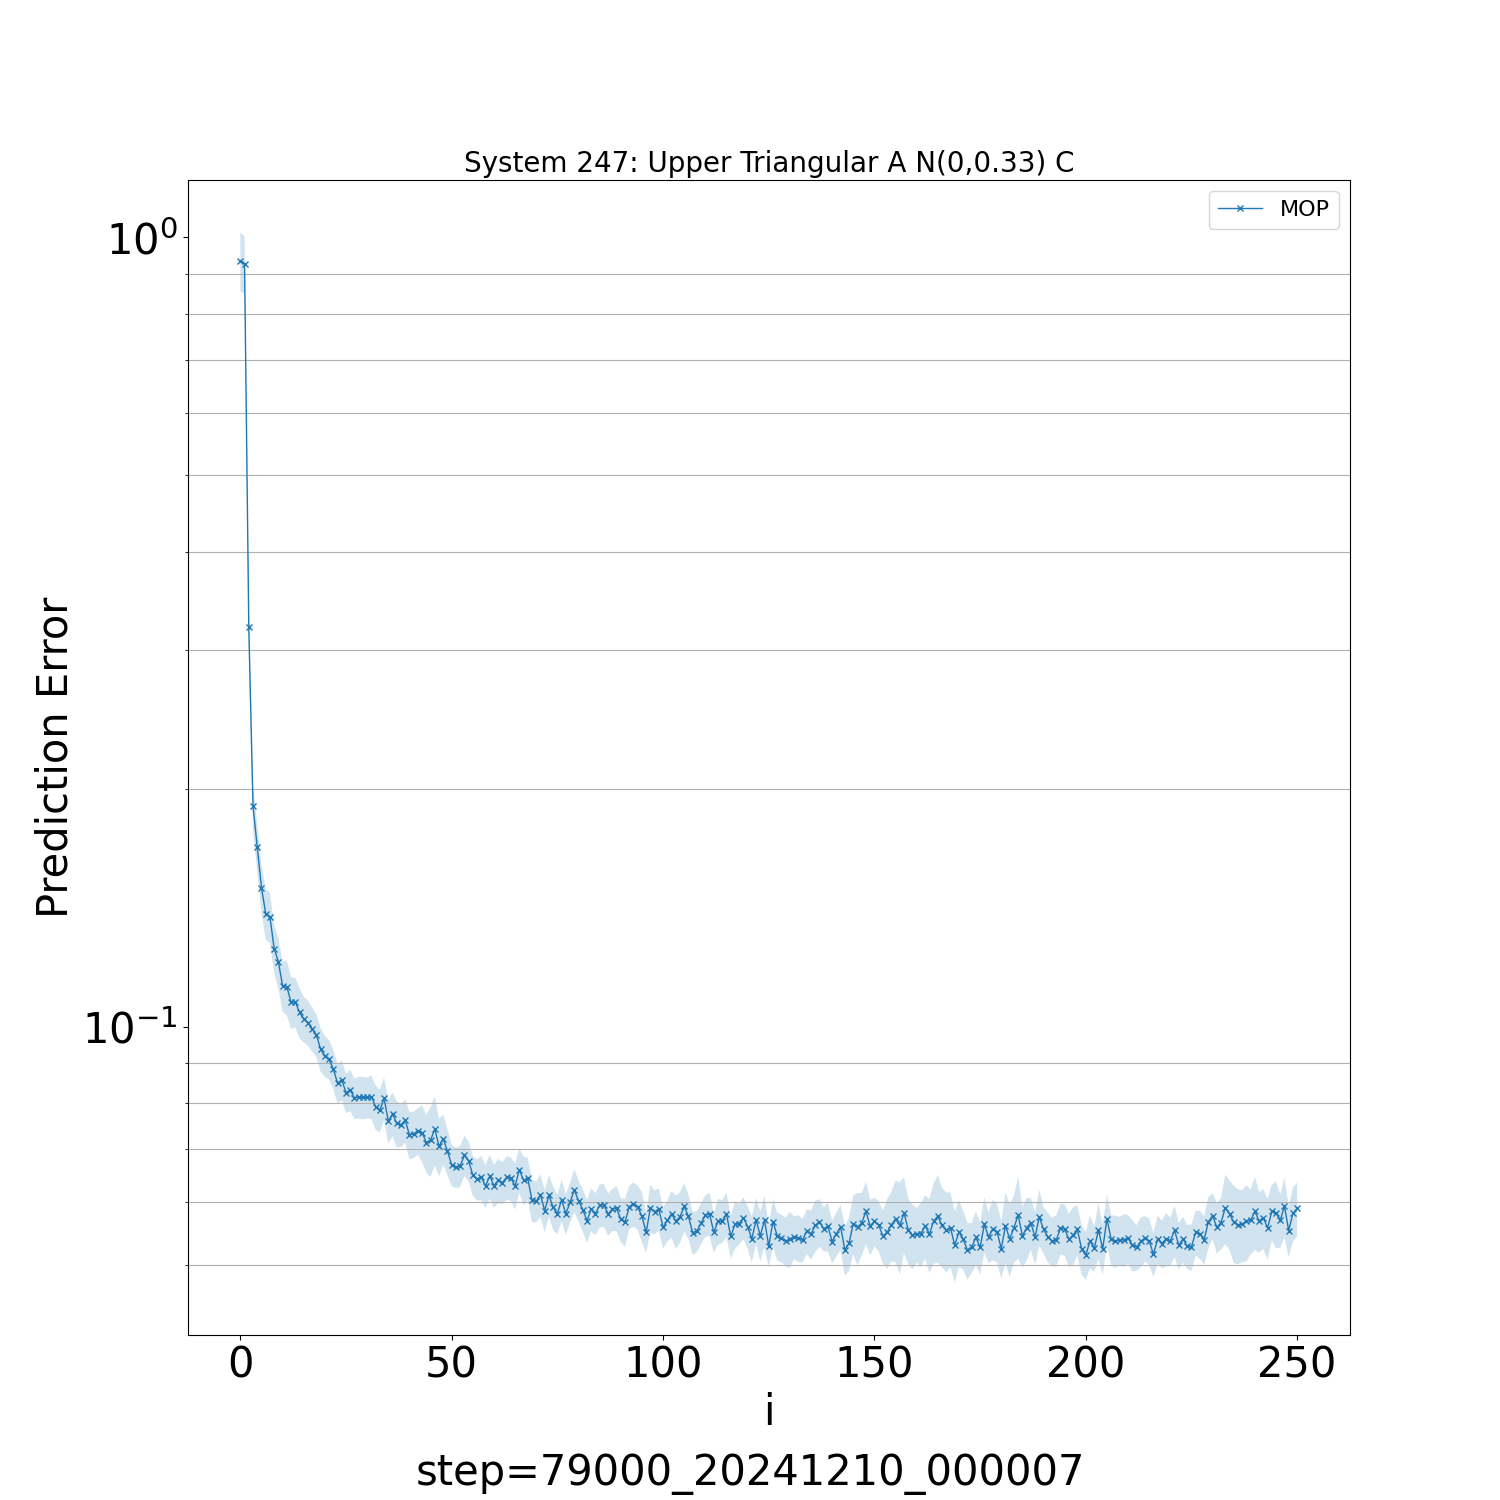 System 247: Upper Triangular A N(0,0.33) C
MOP
10⁰
10⁻¹
Prediction Error
0 50 100 150 200 250
i
step=79000_20241210_000007